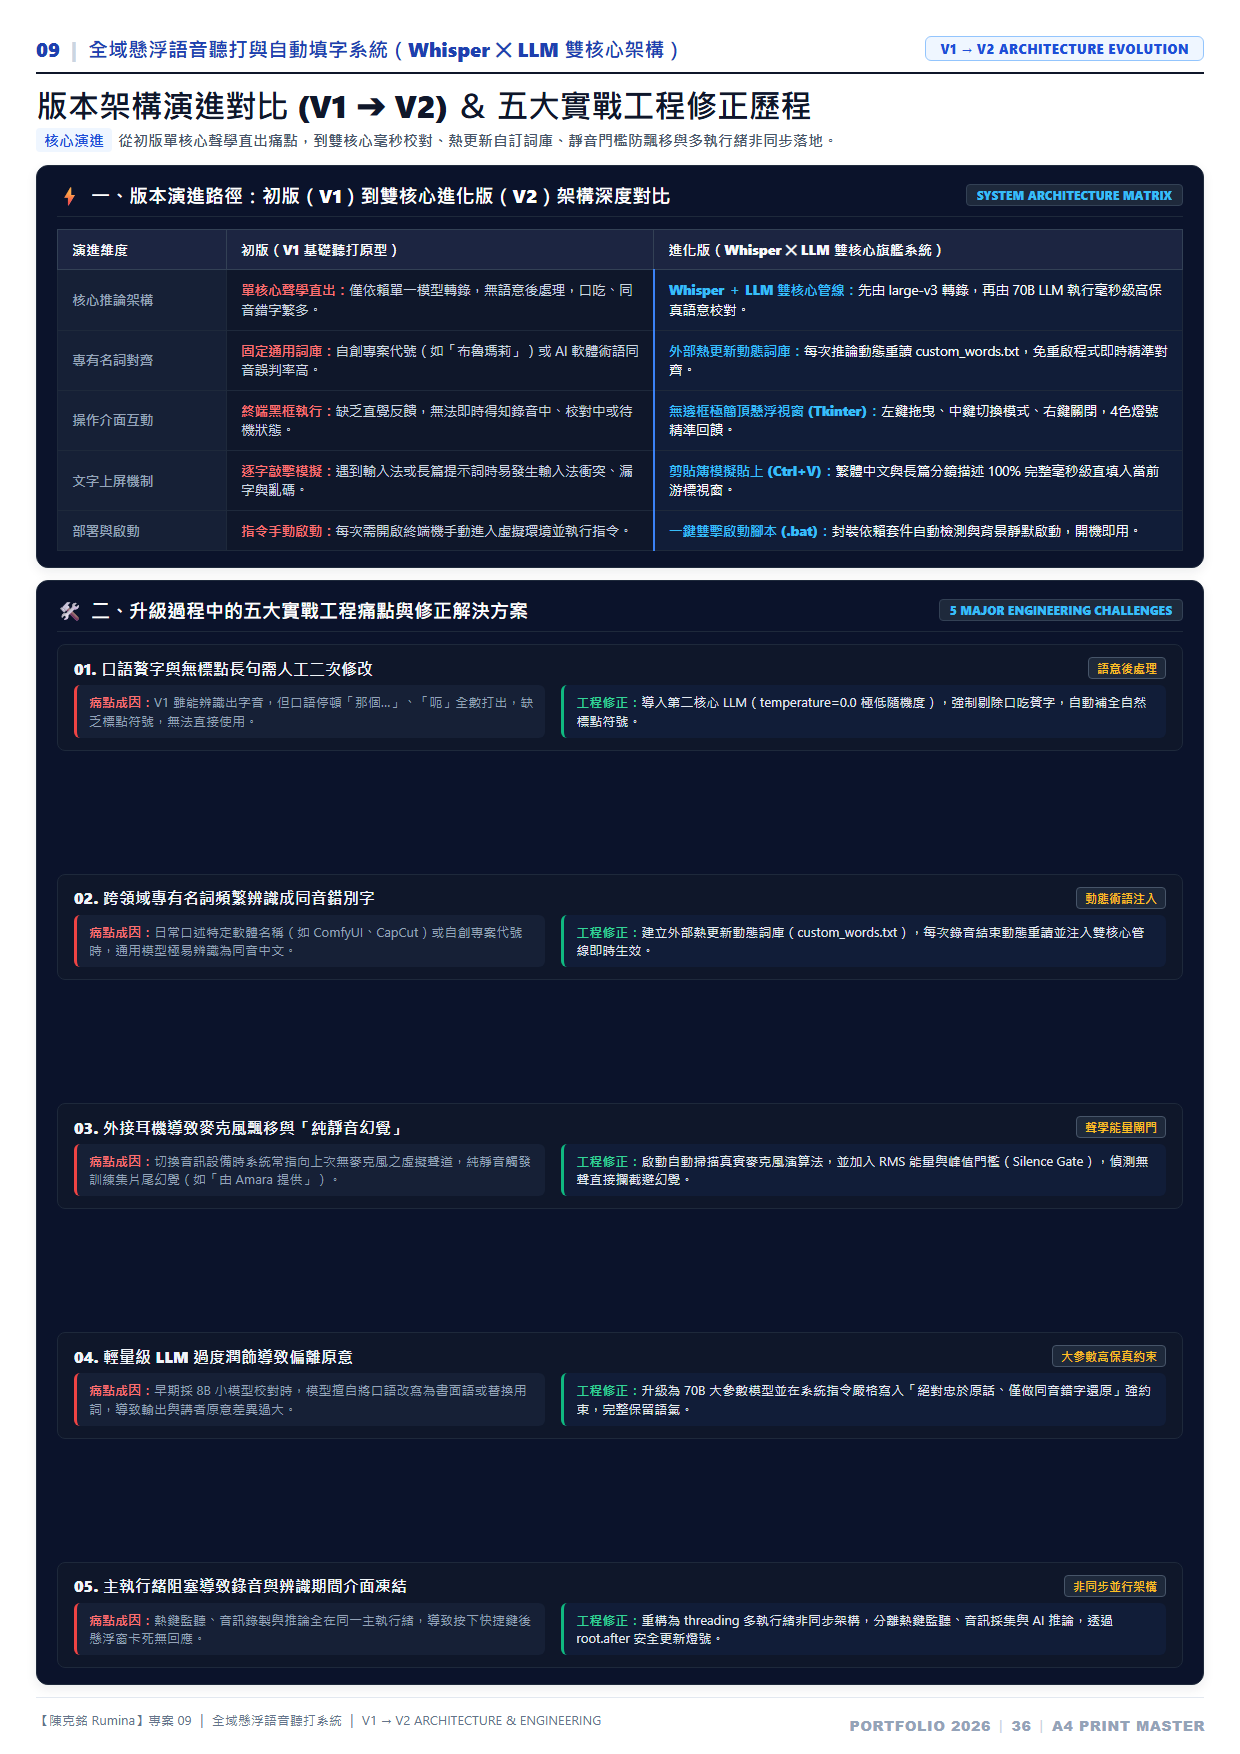 09 | 全域懸浮語音聽打與自動填字系統（Whisper ✕ LLM 雙核心架構）
V1 → V2 ARCHITECTURE EVOLUTION
版本架構演進對比 (V1 ➔ V2) ＆ 五大實戰工程修正歷程
核心演進 從初版單核心聲學直出痛點，到雙核心毫秒校對、熱更新自訂詞庫、靜音門檻防飄移與多執行緒非同步落地。
⚡ 一、版本演進路徑：初版（V1）到雙核心進化版（V2）架構深度對比
SYSTEM ARCHITECTURE MATRIX
演進維度 初版（V1 基礎聽打原型） 進化版（Whisper ✕ LLM 雙核心旗艦系統）
核心推論架構
單核心聲學直出：僅依賴單一模型轉錄，無語意後處理，口吃、同
音錯字繁多。
Whisper ＋ LLM 雙核心管線：先由 large-v3 轉錄，再由 70B LLM 執行毫秒級高保
真語意校對。
專有名詞對齊
固定通用詞庫：自創專案代號（如「布魯瑪莉」）或 AI 軟體術語同
音誤判率高。
外部熱更新動態詞庫：每次推論動態重讀 custom_words.txt，免重啟程式即時精準對
齊。
操作介面互動
終端黑框執行：缺乏直覺反饋，無法即時得知錄音中、校對中或待
機狀態。
無邊框極簡頂懸浮視窗 (Tkinter)：左鍵拖曳、中鍵切換模式、右鍵關閉，4色燈號
精準回饋。
文字上屏機制
逐字敲擊模擬：遇到輸入法或長篇提示詞時易發生輸入法衝突、漏
字與亂碼。
剪貼簿模擬貼上 (Ctrl+V)：繁體中文與長篇分鏡描述 100% 完整毫秒級直填入當前
游標視窗。
部署與啟動
指令手動啟動：每次需開啟終端機手動進入虛擬環境並執行指令。
一鍵雙擊啟動腳本 (.bat)：封裝依賴套件自動檢測與背景靜默啟動，開機即用。
🛠 二、升級過程中的五大實戰工程痛點與修正解決方案
5 MAJOR ENGINEERING CHALLENGES
01. 口語贅字與無標點長句需人工二次修改
語意後處理
痛點成因：V1 雖能辨識出字音，但口語停頓「那個...」、「呃」全數打出，缺
乏標點符號，無法直接使用。
工程修正：導入第二核心 LLM（temperature=0.0 極低隨機度），強制剔除口吃贅字，自動補全自然
標點符號。
02. 跨領域專有名詞頻繁辨識成同音錯別字
動態術語注入
痛點成因：日常口述特定軟體名稱（如 ComfyUI、CapCut）或自創專案代號
時，通用模型極易辨識為同音中文。
工程修正：建立外部熱更新動態詞庫（custom_words.txt），每次錄音結束動態重讀並注入雙核心管
線即時生效。
03. 外接耳機導致麥克風飄移與「純靜音幻覺」
聲學能量閘門
痛點成因：切換音訊設備時系統常指向上次無麥克風之虛擬聲道，純靜音觸發
訓練集片尾幻覺（如「由 Amara 提供」）。
工程修正：啟動自動掃描真實麥克風演算法，並加入 RMS 能量與峰值門檻（Silence Gate），偵測無
聲直接攔截避幻覺。
04. 輕量級 LLM 過度潤飾導致偏離原意
大參數高保真約束
痛點成因：早期採 8B 小模型校對時，模型擅自將口語改寫為書面語或替換用
詞，導致輸出與講者原意差異過大。
工程修正：升級為 70B 大參數模型並在系統指令嚴格寫入「絕對忠於原話、僅做同音錯字還原」強約
束，完整保留語氣。
05. 主執行緒阻塞導致錄音與辨識期間介面凍結
非同步並行架構
痛點成因：熱鍵監聽、音訊錄製與推論全在同一主執行緒，導致按下快捷鍵後
懸浮窗卡死無回應。
工程修正：重構為 threading 多執行緒非同步架構，分離熱鍵監聽、音訊採集與 AI 推論，透過
root.after 安全更新燈號。
【陳克銘 Rumina】專案 09 | 全域懸浮語音聽打系統 | V1 → V2 ARCHITECTURE & ENGINEERING
PORTFOLIO 2026 | 36 | A4 PRINT MASTER